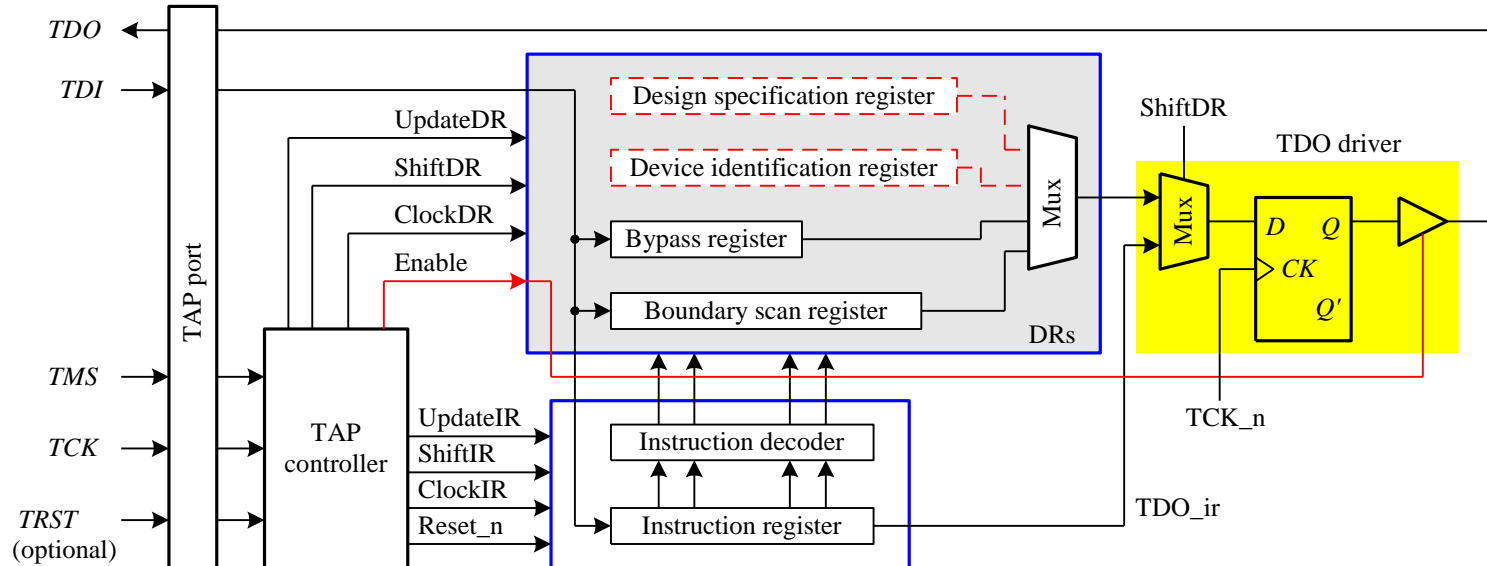 TDO
TDI
TMS
TCK
TRST
(optional)
TAP port
UpdateDR
ShiftDR
ClockDR
Enable
TAP
controller
UpdateIR
ShiftIR
ClockIR
Reset_n
Design specification register
Device identification register
Bypass register
Boundary scan register
Mux
DRs
Instruction decoder
Instruction register
ShiftDR
TDO driver
Mux
D
Q
CK
Q'
TCK_n
TDO_ir